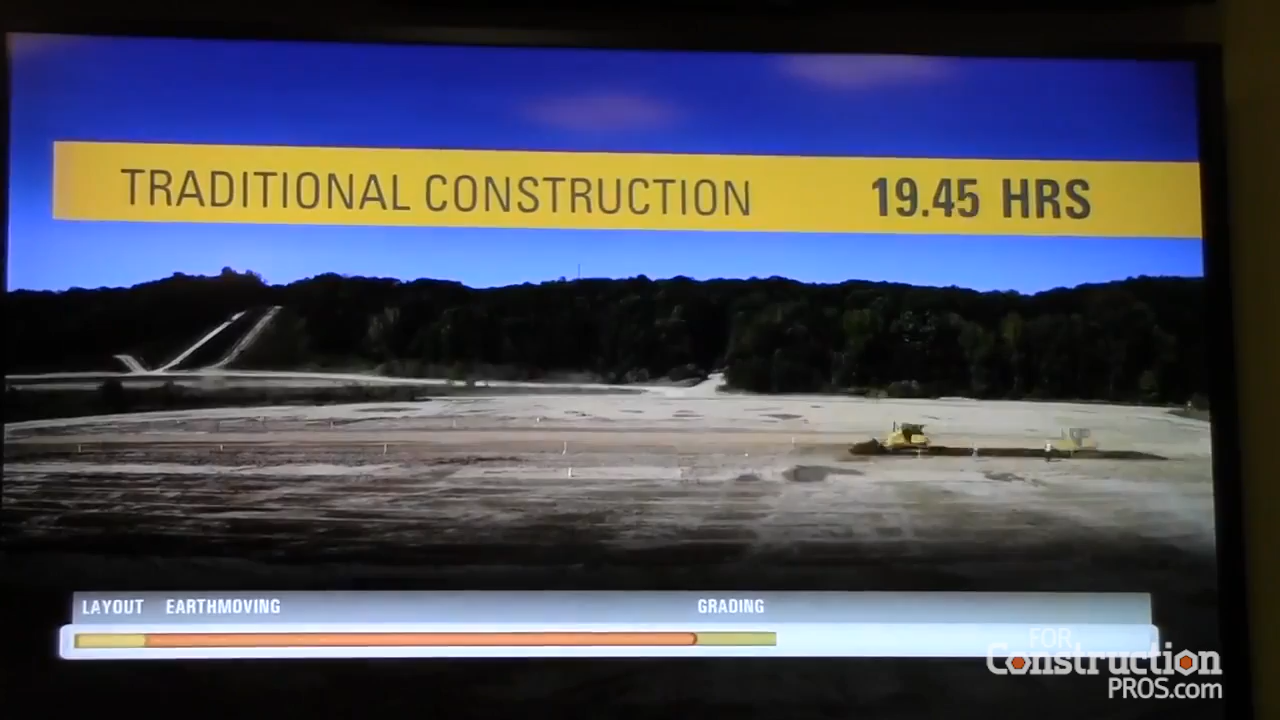 TRADITIONAL CONSTRUCTION 19.45 HRS
LAYOUT EARTHMOVING GRADING
FOR
Construction
PROS.com